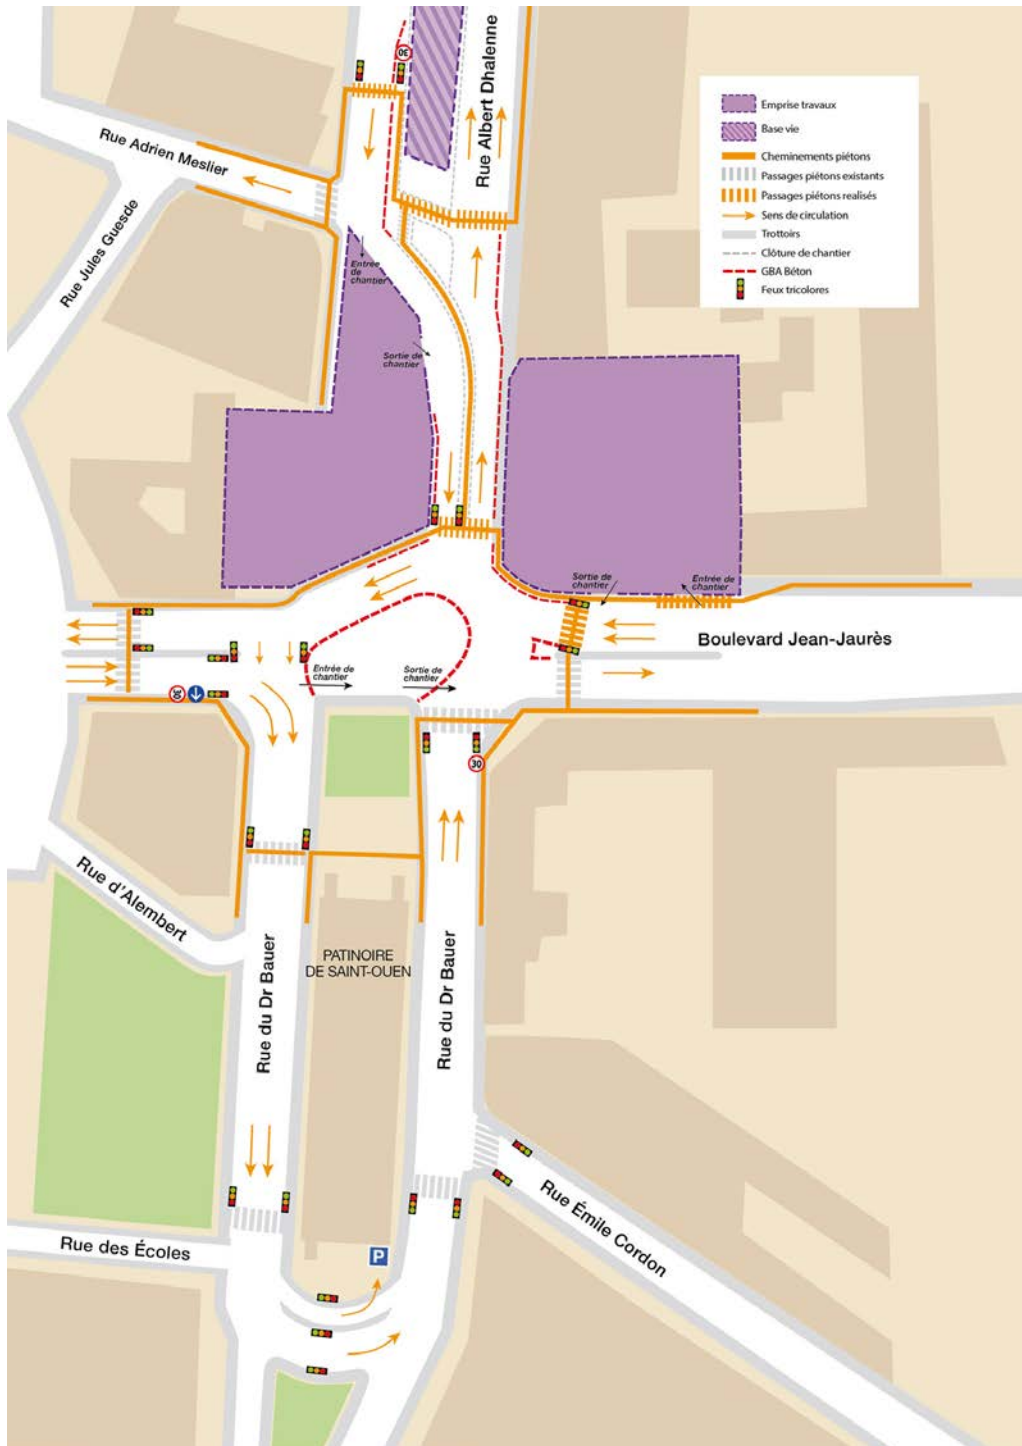 30
Rue Albert Dhalenne
Rue Adrien Meslier
Rue Jules Guesde
Emprise travaux
Base vie
Cheminements piétons
Passages piétons existants
Passages piétons realisés
Sens de circulation
Trottoirs
Clôture de chantier
GBA Béton
Feux tricolores
Entrée
de
chantier
Sortie de
chantier
Sortie de
chantier
Entrée de
chantier
Boulevard Jean-Jaurès
Entrée de
chantier
Sortie de
chantier
30
30
Rue d'Alembert
PATINOIRE
DE SAINT-OUEN
Rue du Dr Bauer
Rue du Dr Bauer
Rue Émile Cordon
Rue des Écoles
P